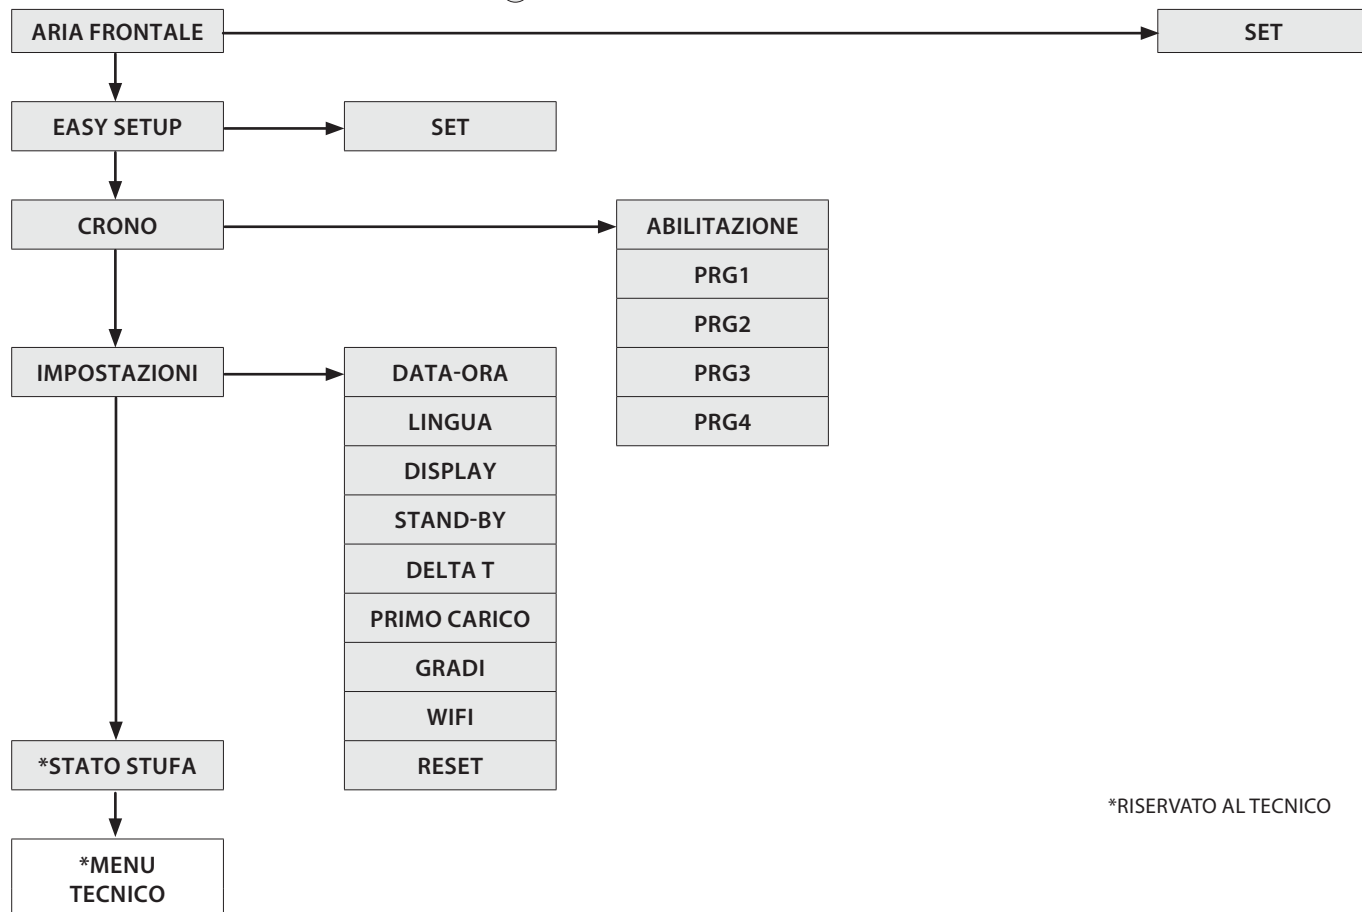 ARIA FRONTALE
SET
EASY SETUP
SET
CRONO
ABILITAZIONE
PRG1
PRG2
PRG3
PRG4
IMPOSTAZIONI
DATA-ORA
LINGUA
DISPLAY
STAND-BY
DELTA T
PRIMO CARICO
GRADI
WIFI
RESET
*STATO STUFA
*MENU
TECNICO
*RISERVATO AL TECNICO